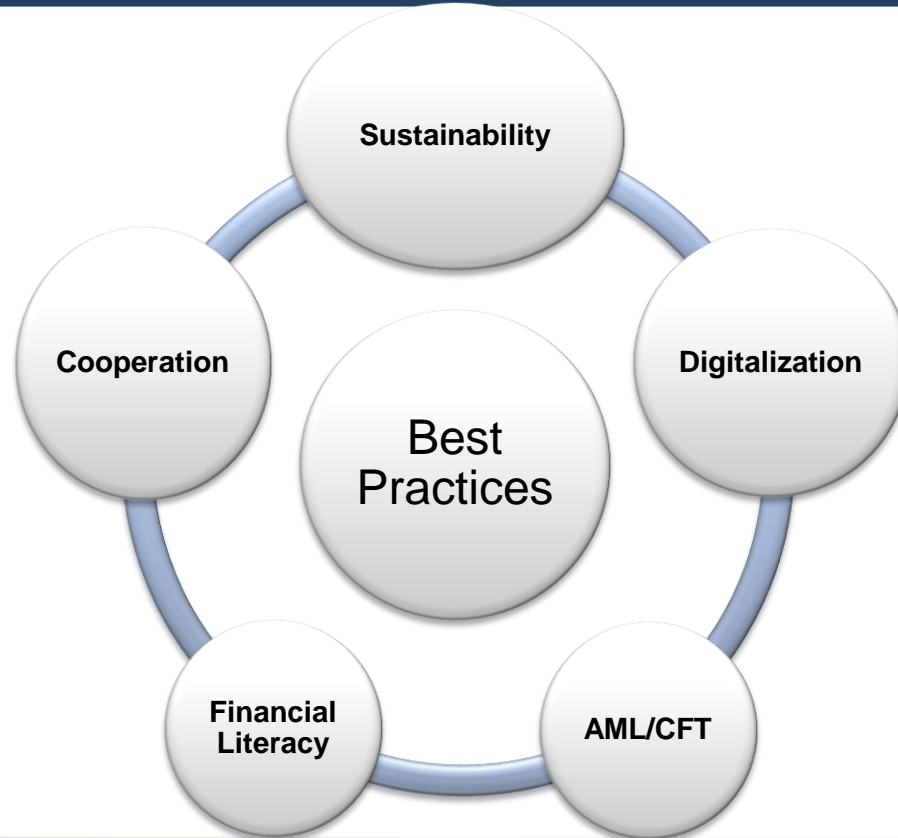 Sustainability
Cooperation
Digitalization
Best
Practices
Financial
Literacy
AML/CFT